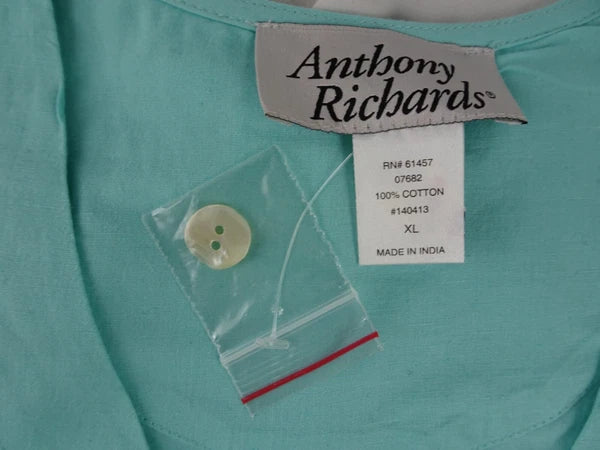 Anthony
Richards®
RN# 61457
07682
100% COTTON
#140413
XL
MADE IN INDIA